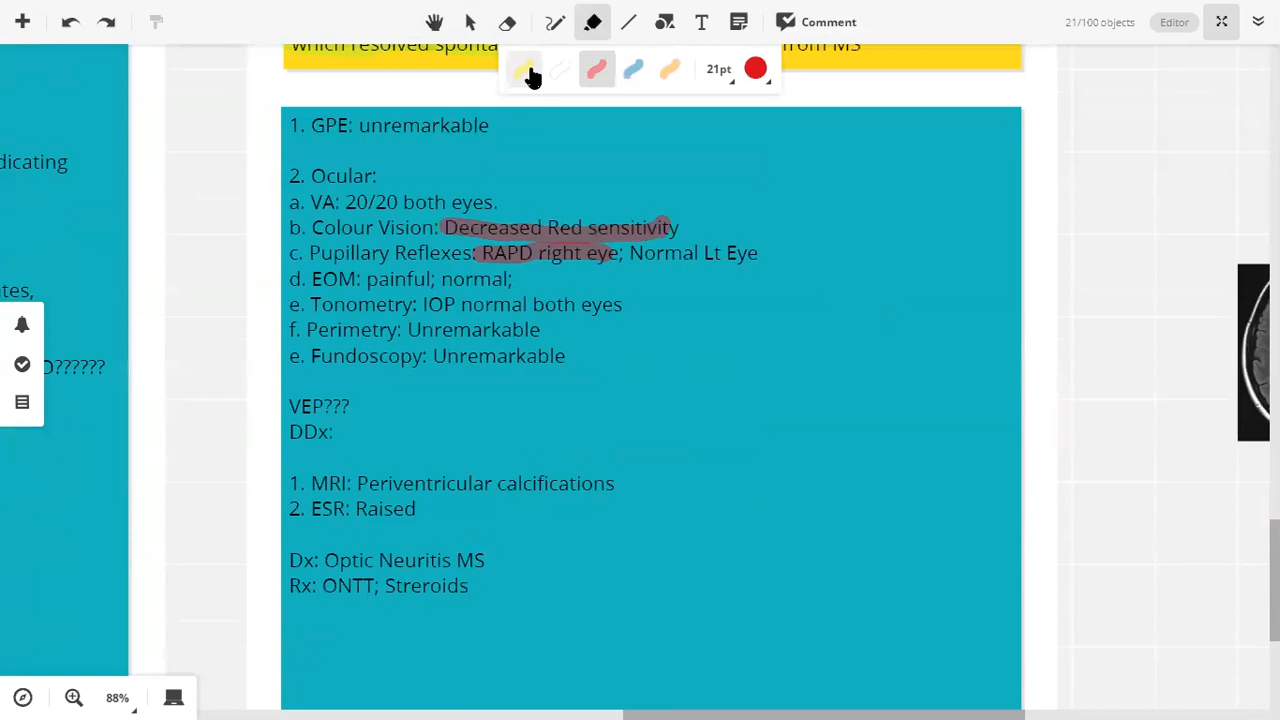 Comment
21/100 objects
Editor
Which resolved sponta from MS
21pt
dicating
ates,
D??????
1. GPE: unremarkable
2. Ocular:
a. VA: 20/20 both eyes.
b. Colour Vision: Decreased Red sensitivity
c. Pupillary Reflexes: RAPD right eye; Normal Lt Eye
d. EOM: painful; normal;
e. Tonometry: IOP normal both eyes
f. Perimetry: Unremarkable
e. Fundoscopy: Unremarkable
VEP???
DDx:
1. MRI: Periventricular calcifications
2. ESR: Raised
Dx: Optic Neuritis MS
Rx: ONTT; Streroids
88%